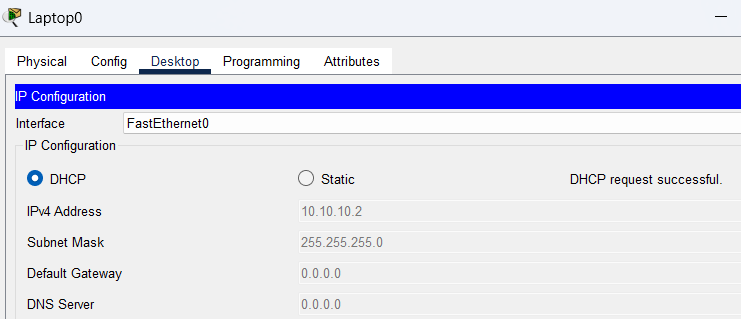 Laptop0
Physical Config Desktop Programming Attributes
IP Configuration
Interface FastEthernet0
IP Configuration
DHCP Static DHCP request successful.
IPv4 Address 10.10.10.2
Subnet Mask 255.255.255.0
Default Gateway 0.0.0.0
DNS Server 0.0.0.0